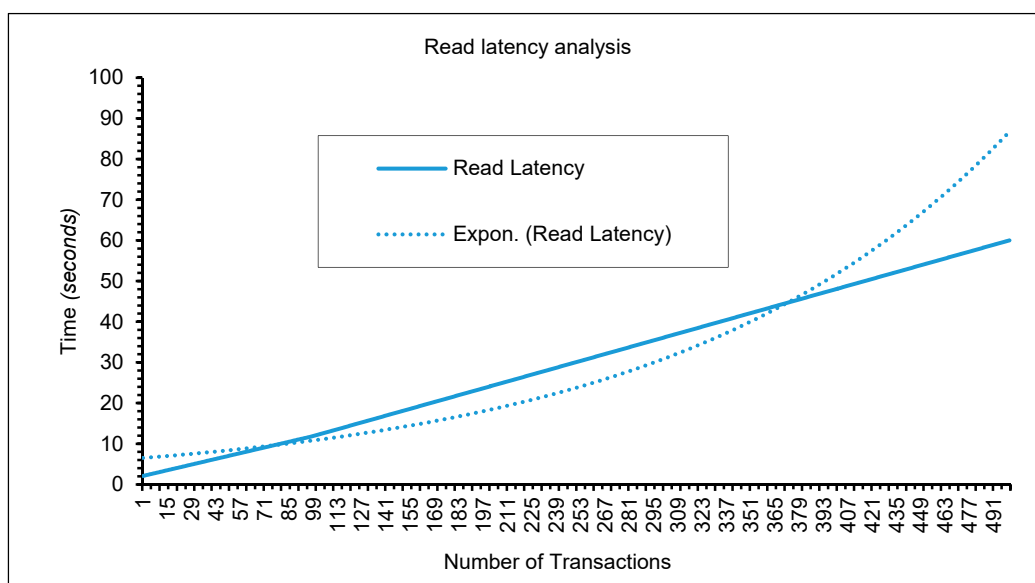 Read latency analysis
100
90
80
70
60
50
40
30
20
10
0
Time (seconds)
Read Latency
Expon. (Read Latency)
1 15 29 43 57 71 85 99 113 127 141 155 169 183 197 211 225 239 253 267 281 295 309 323 337 351 365 379 393 407 421 435 449 463 477 491
Number of Transactions